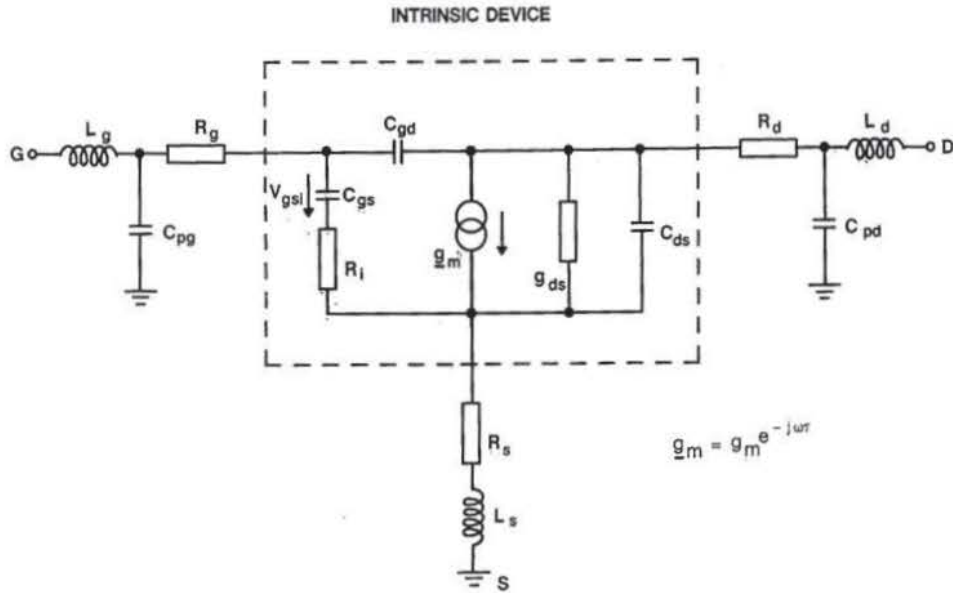 INTRINSIC DEVICE
L g
R g
C gd
R d
L d
G
D
V gsi
C gs
C pg
R i
g m
g ds
C ds
C pd
R s
g m = g m e - jωτ
L s
S